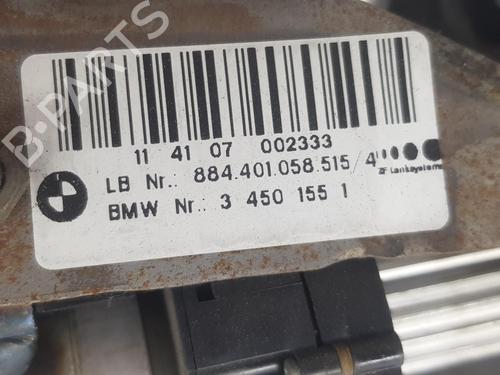 B-PARTS
11 41 07 002333
LB Nr.: 884.401.058.515/4
ZF Lenksysteme
BMW Nr.: 3 450 155 1